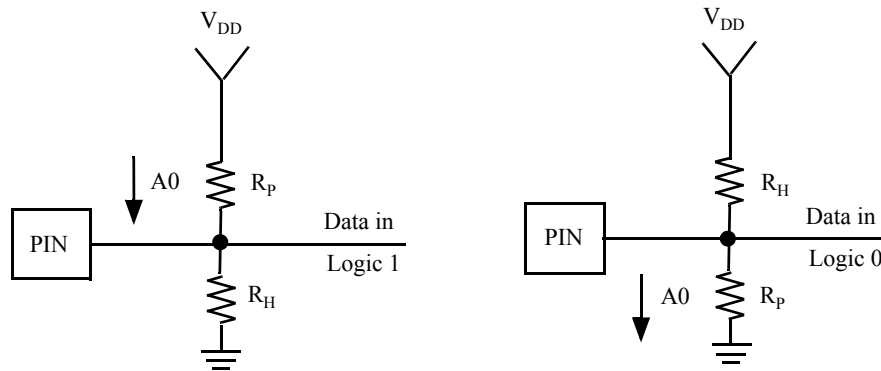 V_DD
A0
R_P
PIN
Data in
Logic 1
R_H
V_DD
R_H
PIN
Data in
Logic 0
A0
R_P